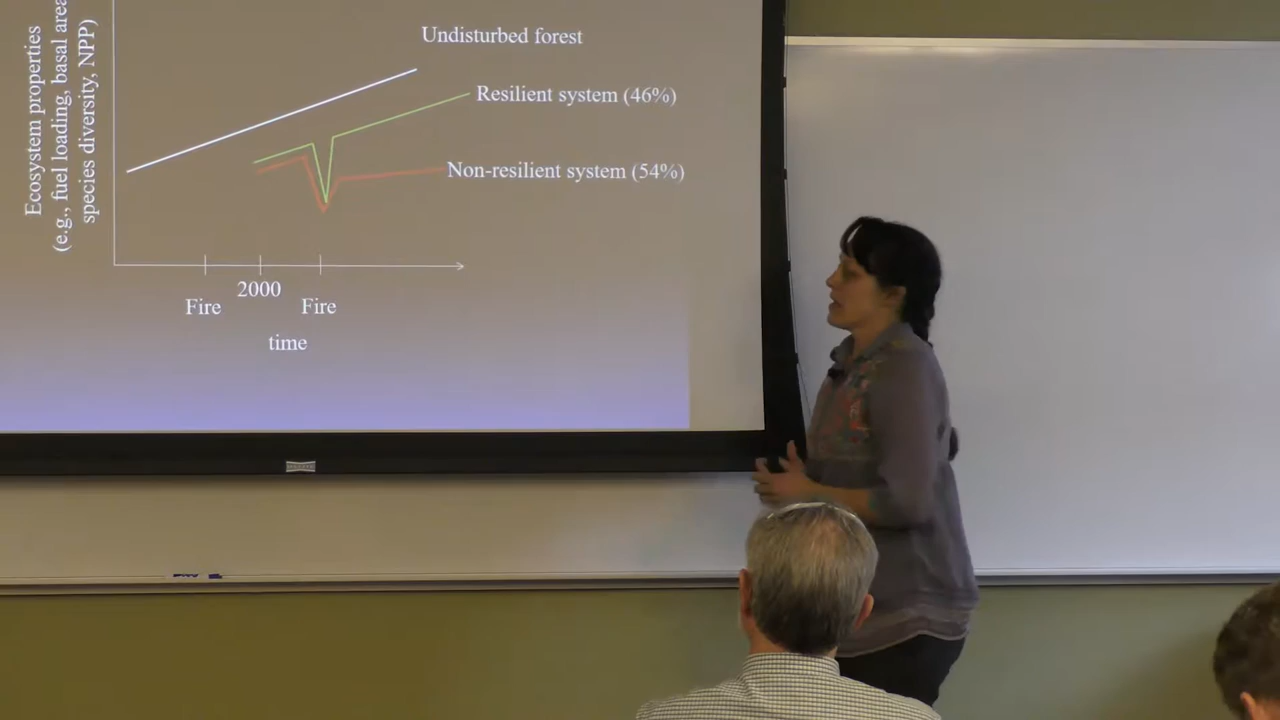 Ecosystem properties
(e.g., fuel loading, basal area
species diversity, NPP)
Undisturbed forest
Resilient system (46%)
Non-resilient system (54%)
2000
Fire
Fire
time